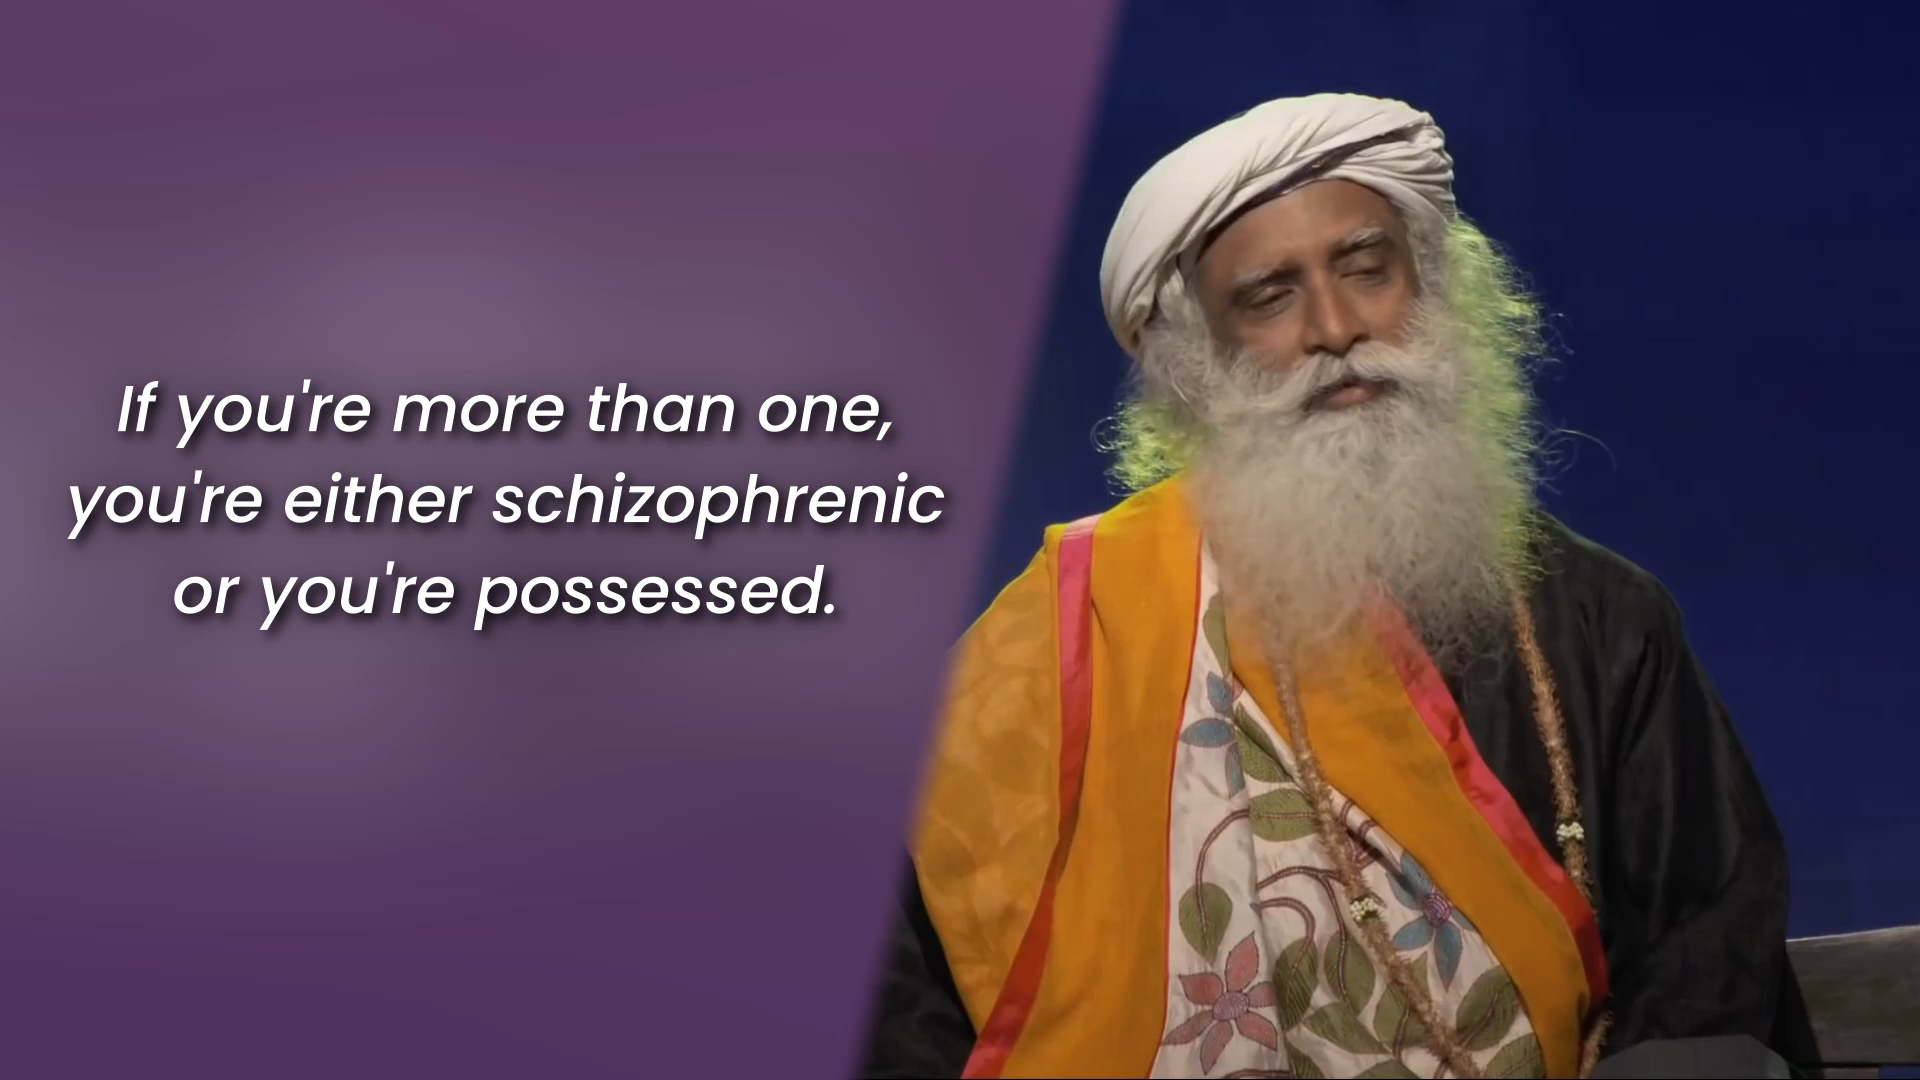 If you're more than one,
you're either schizophrenic
or you're possessed.